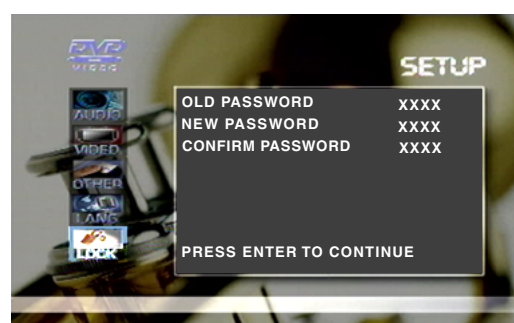 DVD
VIDEO
SETUP
AUDIO
VIDEO
OTHER
LANG
LOCK
OLD PASSWORD XXXX
NEW PASSWORD XXXX
CONFIRM PASSWORD XXXX
PRESS ENTER TO CONTINUE